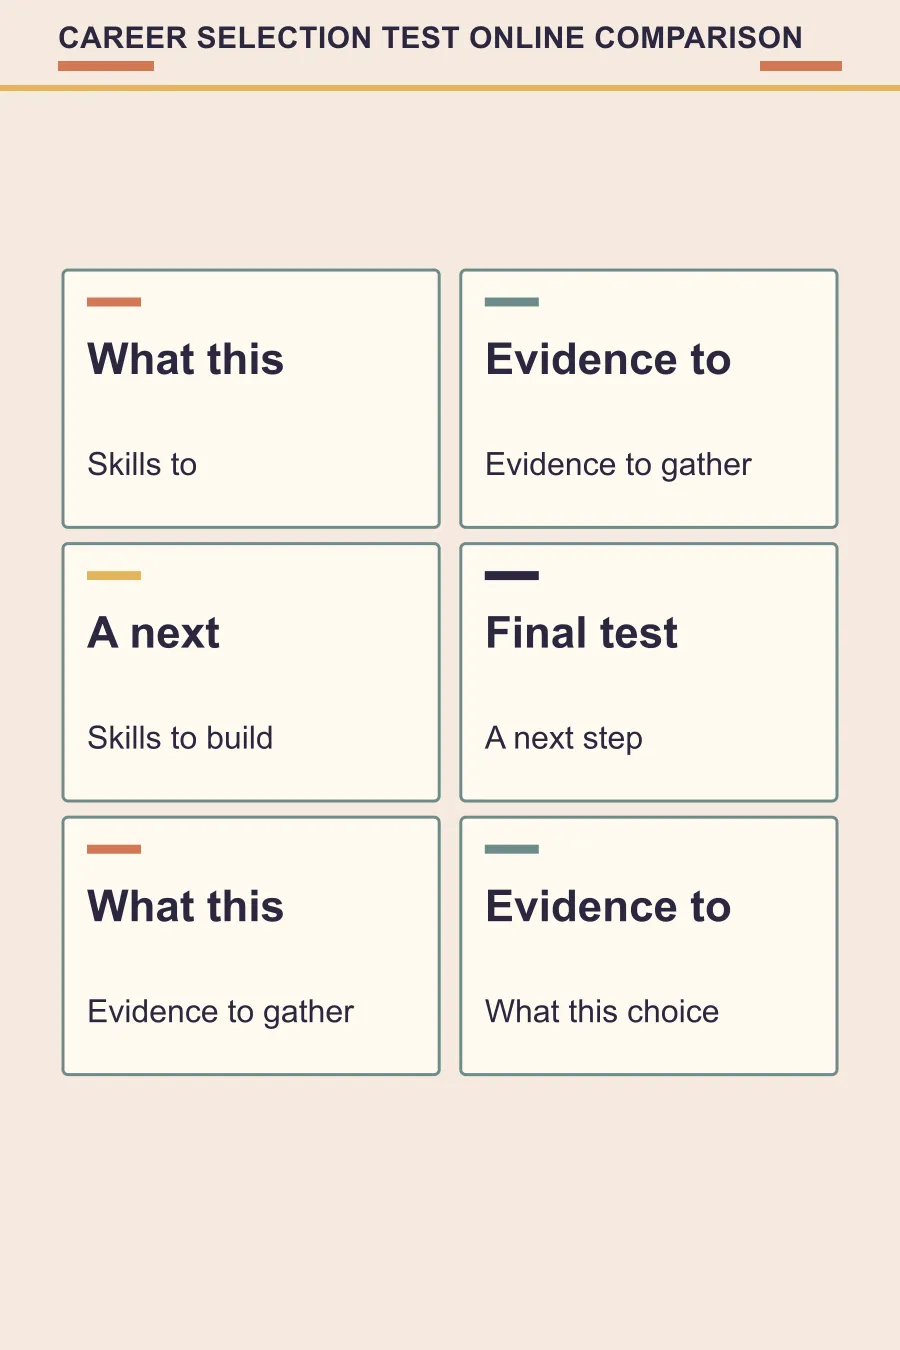 CAREER SELECTION TEST ONLINE COMPARISON
What this
Skills to
Evidence to
Evidence to gather
A next
Skills to build
Final test
A next step
What this
Evidence to gather
Evidence to
What this choice